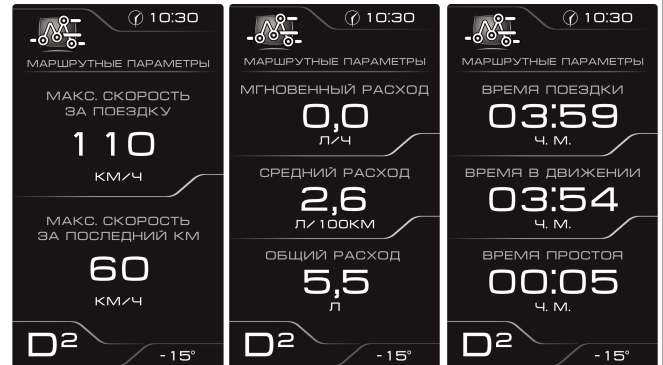 10:30
МАРШРУТНЫЕ ПАРАМЕТРЫ
МАКС. СКОРОСТЬ
ЗА ПОЕЗДКУ
110
КМ/Ч
МАКС. СКОРОСТЬ
ЗА ПОСЛЕДНИЙ КМ
60
КМ/Ч
D²
-15°
10:30
МАРШРУТНЫЕ ПАРАМЕТРЫ
МГНОВЕННЫЙ РАСХОД
0,0
Л/Ч
СРЕДНИЙ РАСХОД
2,6
Л/100КМ
ОБЩИЙ РАСХОД
5,5
Л
D²
-15°
10:30
МАРШРУТНЫЕ ПАРАМЕТРЫ
ВРЕМЯ ПОЕЗДКИ
03:59
Ч. М.
ВРЕМЯ В ДВИЖЕНИИ
03:54
Ч. М.
ВРЕМЯ ПРОСТОЯ
00:05
Ч. М.
D²
-15°